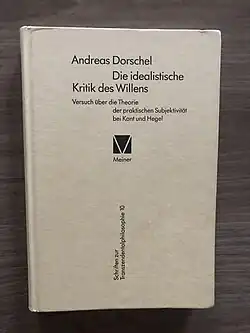 Andreas Dorschel
Die idealistische
Kritik des Willens
Versuch über die Theorie
der praktischen Subjektivität
bei Kant und Hegel
Meiner
Schriften zur
Transzendentalphilosophie 10